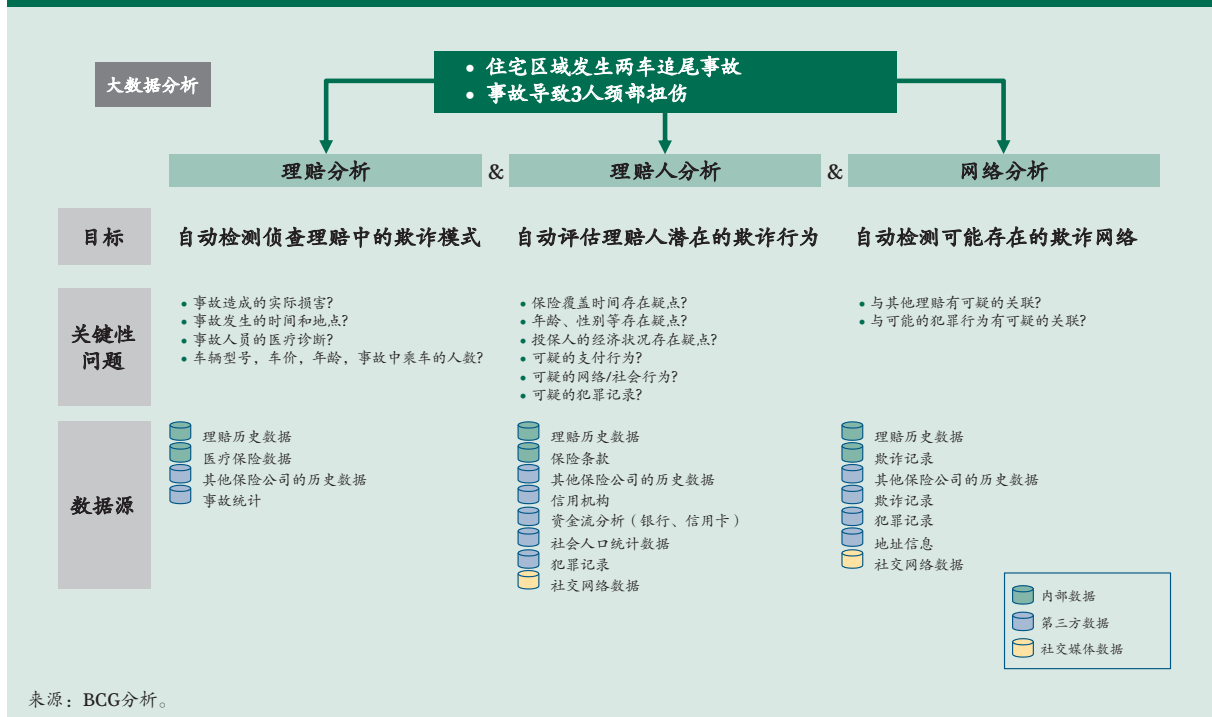 大数据分析
• 住宅区域发生两车追尾事故
• 事故导致3人颈部扭伤
理赔分析 & 理赔人分析 & 网络分析
目标
自动检测侦查理赔中的欺诈模式
自动评估理赔人潜在的欺诈行为
自动检测可能存在的欺诈网络
关键性
问题
• 事故造成的实际损害?
• 事故发生的时间和地点?
• 事故人员的医疗诊断?
• 车辆型号，车价，年龄，事故中乘车的人数?
• 保险覆盖时间存在疑点?
• 年龄、性别等存在疑点?
• 投保人的经济状况存在疑点?
• 可疑的支付行为?
• 可疑的网络/社会行为?
• 可疑的犯罪记录?
• 与其他理赔有可疑的关联?
• 与可能的犯罪行为有可疑的关联?
数据源
理赔历史数据
医疗保险数据
其他保险公司的历史数据
事故统计
理赔历史数据
保险条款
其他保险公司的历史数据
信用机构
资金流分析（银行、信用卡）
社会人口统计数据
犯罪记录
社交网络数据
理赔历史数据
欺诈记录
其他保险公司的历史数据
欺诈记录
犯罪记录
地址信息
社交网络数据
内部数据
第三方数据
社交媒体数据
来源：BCG分析。